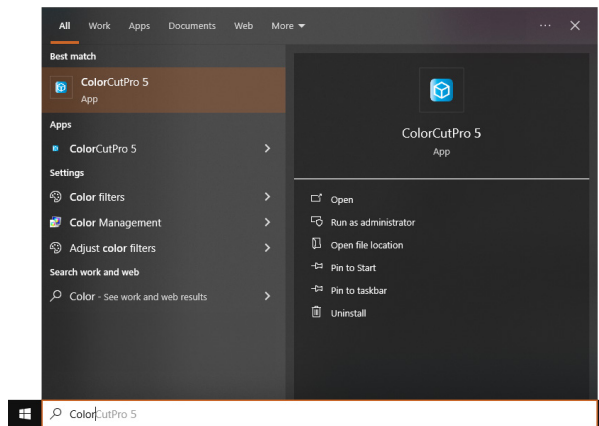 All Work Apps Documents Web More
Best match
ColorCutPro 5
App
Apps
ColorCutPro 5
Settings
Color filters
Color Management
Adjust color filters
Search work and web
Color - See work and web results
ColorCutPro 5
App
Open
Run as administrator
Open file location
Pin to Start
Pin to taskbar
Uninstall
ColorCutPro 5